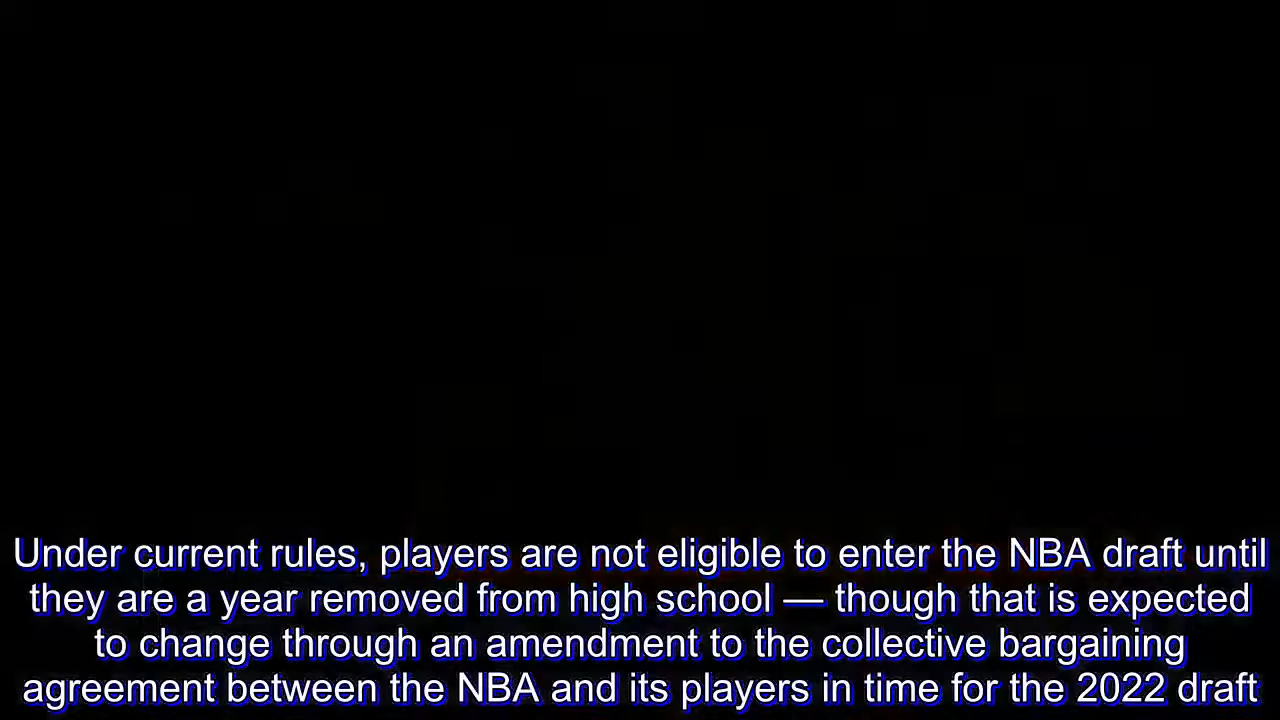 Under current rules, players are not eligible to enter the NBA draft until
they are a year removed from high school — though that is expected
to change through an amendment to the collective bargaining
agreement between the NBA and its players in time for the 2022 draft